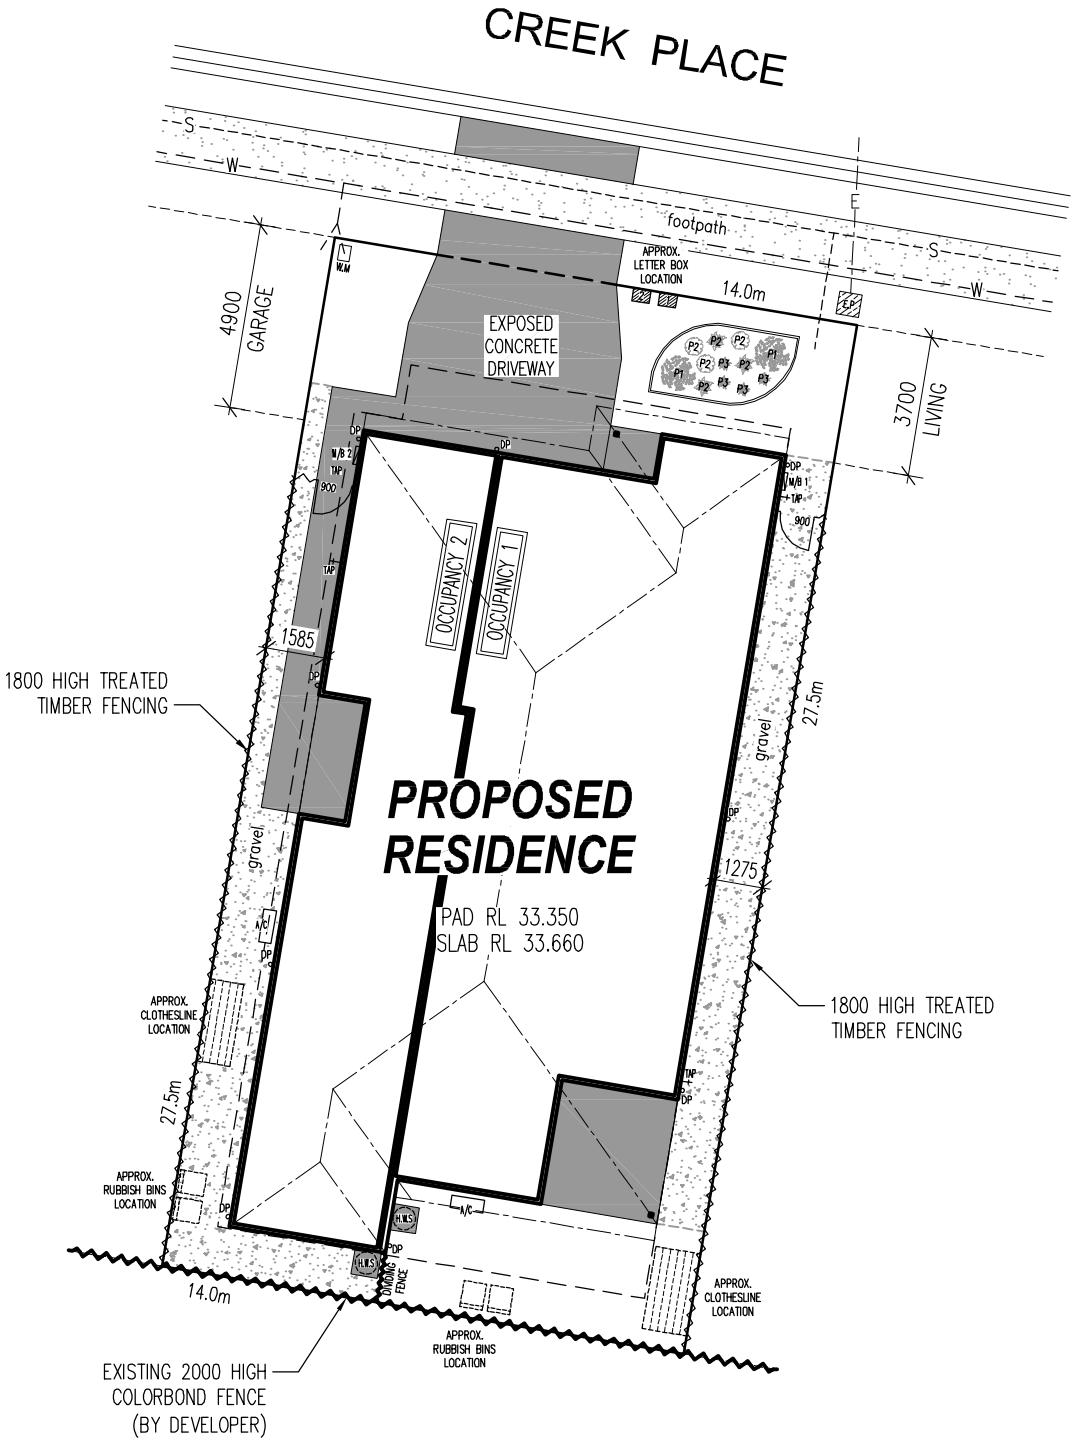 CREEK PLACE
S
W
E
footpath
S
W
W.M
APPROX.
LETTER BOX
LOCATION
2
1
14.0m
E.P
4900
GARAGE
EXPOSED
CONCRETE
DRIVEWAY
P2
P2
P2
P1
P2
P3
P2
P3
P1
P2
P3
P3
3700
LIVING
DP
M/B 2
TAP
900
DP
DP
M/B 1
TAP
900
TAP
OCCUPANCY 2
OCCUPANCY 1
1585
DP
1800 HIGH TREATED
TIMBER FENCING
27.5m
gravel
PROPOSED
RESIDENCE
DP
gravel
1275
PAD RL 33.350
SLAB RL 33.660
A/C
DP
APPROX.
CLOTHESLINE
LOCATION
1800 HIGH TREATED
TIMBER FENCING
27.5m
TAP
DP
APPROX.
RUBBISH BINS
LOCATION
DP
H.W.S
A/C
DP
H.W.S
DIVIDING
FENCE
14.0m
APPROX.
CLOTHESLINE
LOCATION
APPROX.
RUBBISH BINS
LOCATION
EXISTING 2000 HIGH
COLORBOND FENCE
(BY DEVELOPER)